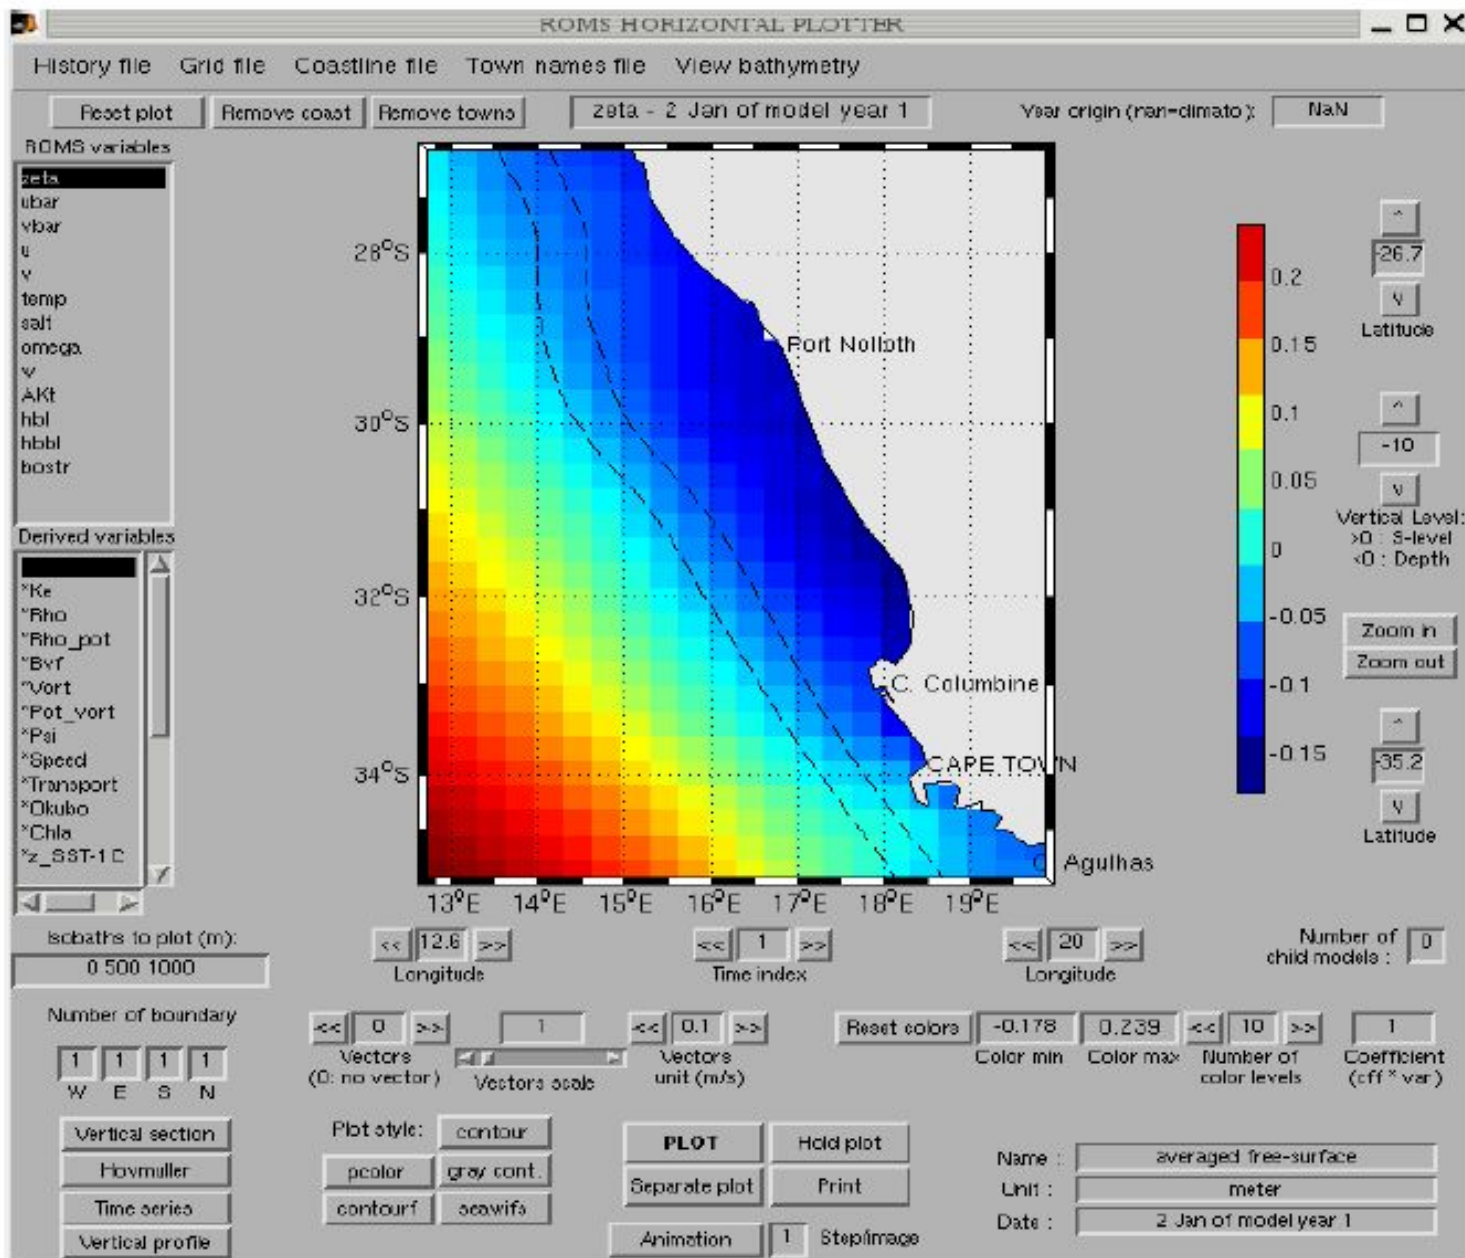 ROMS HORIZONTAL PLOTTER
History file Grid file Coastline file Town names file View bathymetry
Reset plot Remove coast Remove towns zeta - 2 Jan of model year 1 Year origin (nan=climato): NaN
ROMS variables
zeta
ubar
vbar
u
v
temp
salt
omega
w
AKt
hbl
hbbl
bostr
Derived variables
*Ke
*Rho
*Rho_pot
*Bvf
*Vort
*Pot_vort
*Psi
*Speed
*Transport
*Okubo
*Chla
*z_SST-1C
28°S
30°S
32°S
34°S
Port Nolloth
C. Columbine
CAPE TOWN
C. Agulhas
13°E 14°E 15°E 16°E 17°E 18°E 19°E
0.2
0.15
0.1
0.05
0
-0.05
-0.1
-0.15
^
-26.7
v
Latitude
^
-10
v
Vertical Level:
>0 : S-level
<0 : Depth
Zoom in
Zoom out
^
-35.2
v
Latitude
Isobaths to plot (m):
0 500 1000
<< 12.6 >>
Longitude
<< 1 >>
Time index
<< 20 >>
Longitude
Number of
child models : 0
Number of boundary
1 1 1 1
W E S N
<< 0 >>
Vectors
(0: no vector)
1
Vectors scale
<< 0.1 >>
Vectors
unit (m/s)
Reset colors
-0.178
Color min
0.239
Color max
<< 10 >>
Number of
color levels
1
Coefficient
(cff * var)
Vertical section
Hovmuller
Time series
Vertical profile
Plot style: contour
pcolor gray cont.
contourf seawifs
PLOT Hold plot
Separate plot Print
Animation 1 Step/image
Name : averaged free-surface
Unit : meter
Date : 2 Jan of model year 1